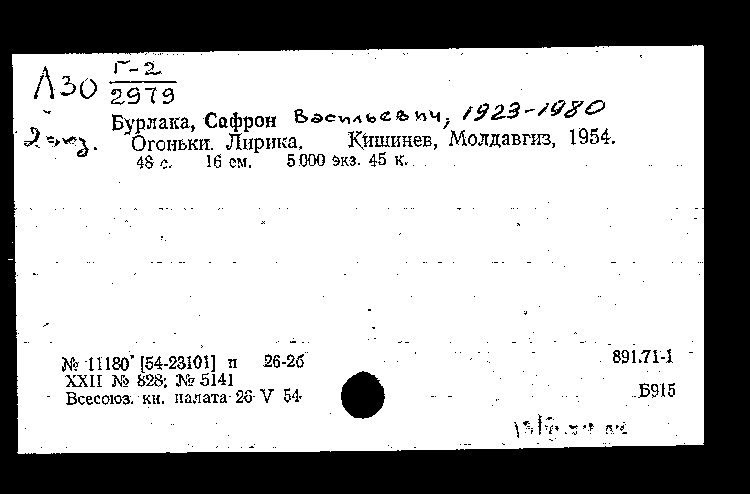 Л30 Г-2
2979
Бурлака, Сафрон Васильевич, 1923-1980
2 экз. Огоньки. Лирика. Кишинев, Молдавгиз, 1954.
48 с. 16 см. 5 000 экз. 45 к.
№ 11180 [54-23101] п 26-26 891.71-1
XXII № 828; № 5141
Всесоюз. кн. палата 26 V 54 Б915